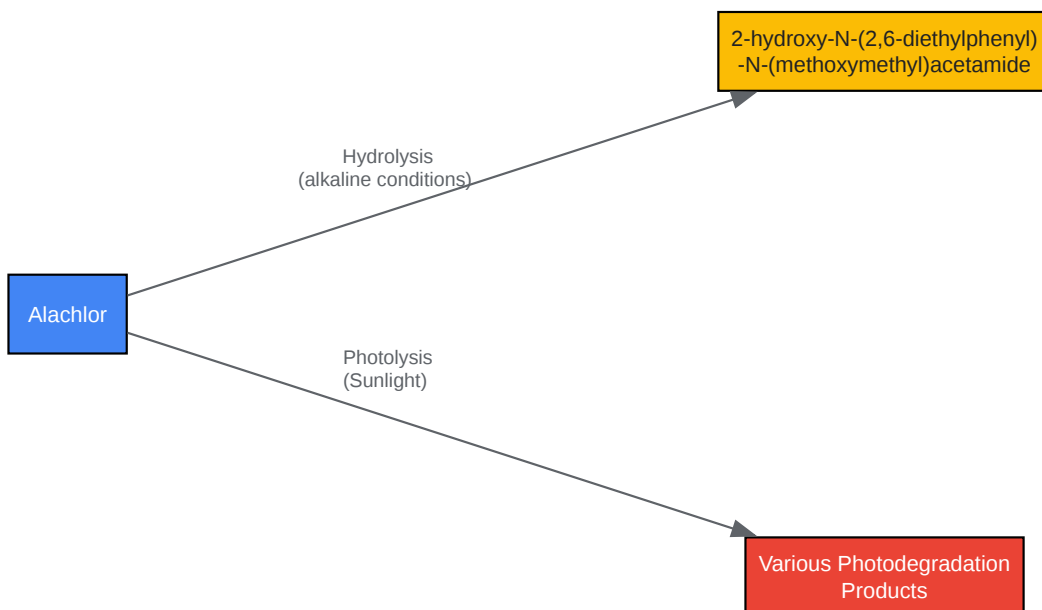 2-hydroxy-N-(2,6-diethylphenyl)
-N-(methoxymethyl)acetamide
Hydrolysis
(alkaline conditions)
Alachlor
Photolysis
(Sunlight)
Various Photodegradation
Products